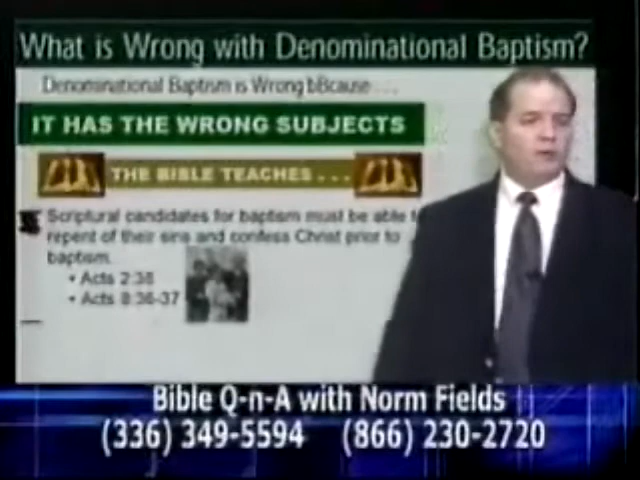 What is Wrong with Denominational Baptism?
Denominational Baptism is Wrong bBcause . . .
IT HAS THE WRONG SUBJECTS
THE BIBLE TEACHES . . .
Scriptural candidates for baptism must be able
repent of their sins and confess Christ prior to
baptism.
• Acts 2:38
• Acts 8:36-37
Bible Q-n-A with Norm Fields
(336) 349-5594 (866) 230-2720